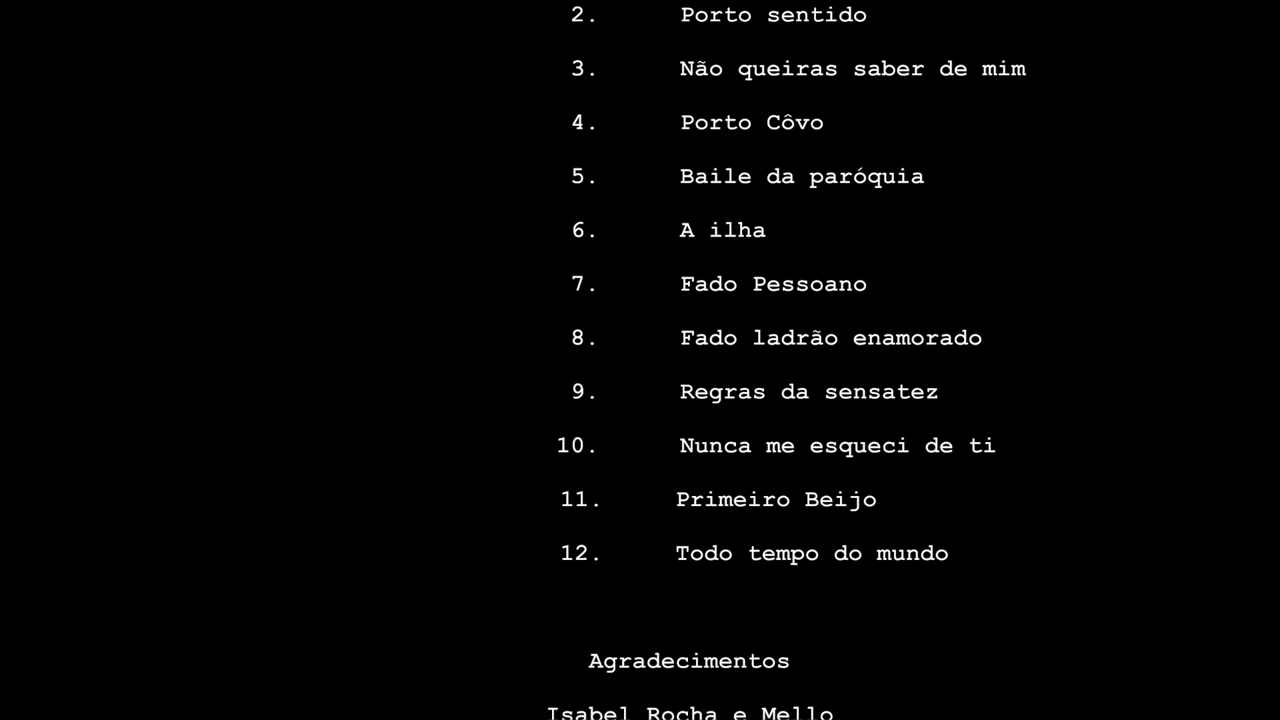 2. Porto sentido
3. Não queiras saber de mim
4. Porto Côvo
5. Baile da paróquia
6. A ilha
7. Fado Pessoano
8. Fado ladrão enamorado
9. Regras da sensatez
10. Nunca me esqueci de ti
11. Primeiro Beijo
12. Todo tempo do mundo
Agradecimentos
Isabel Rocha e Mello